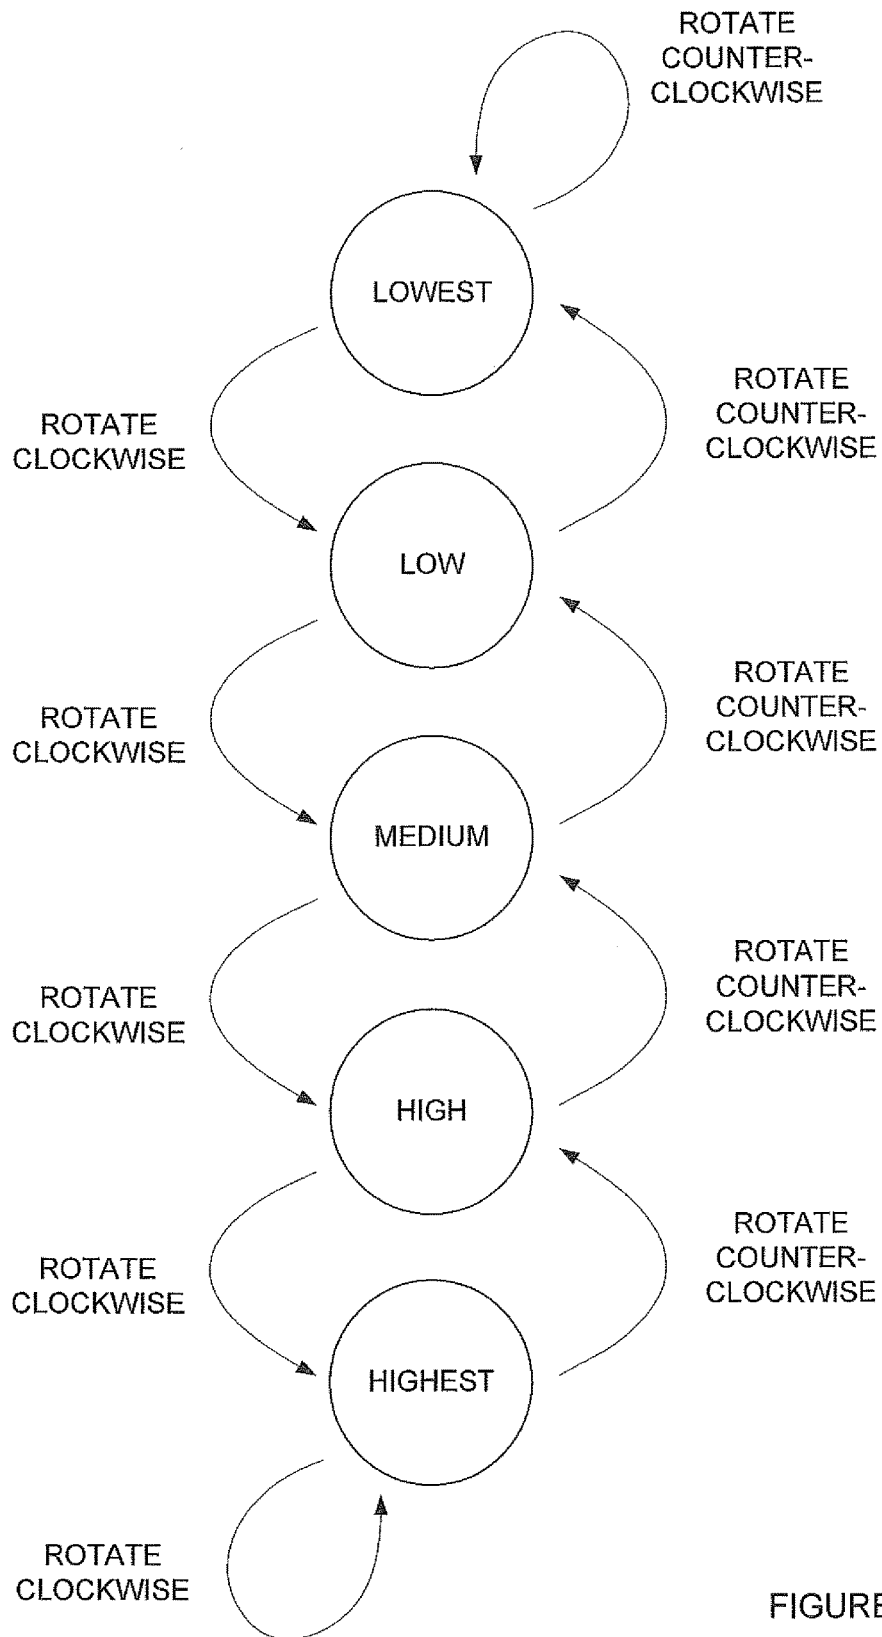 ROTATE
COUNTER-
CLOCKWISE
LOWEST
ROTATE
CLOCKWISE
ROTATE
COUNTER-
CLOCKWISE
LOW
ROTATE
CLOCKWISE
ROTATE
COUNTER-
CLOCKWISE
MEDIUM
ROTATE
CLOCKWISE
ROTATE
COUNTER-
CLOCKWISE
HIGH
ROTATE
CLOCKWISE
ROTATE
COUNTER-
CLOCKWISE
HIGHEST
ROTATE
CLOCKWISE
FIGURE